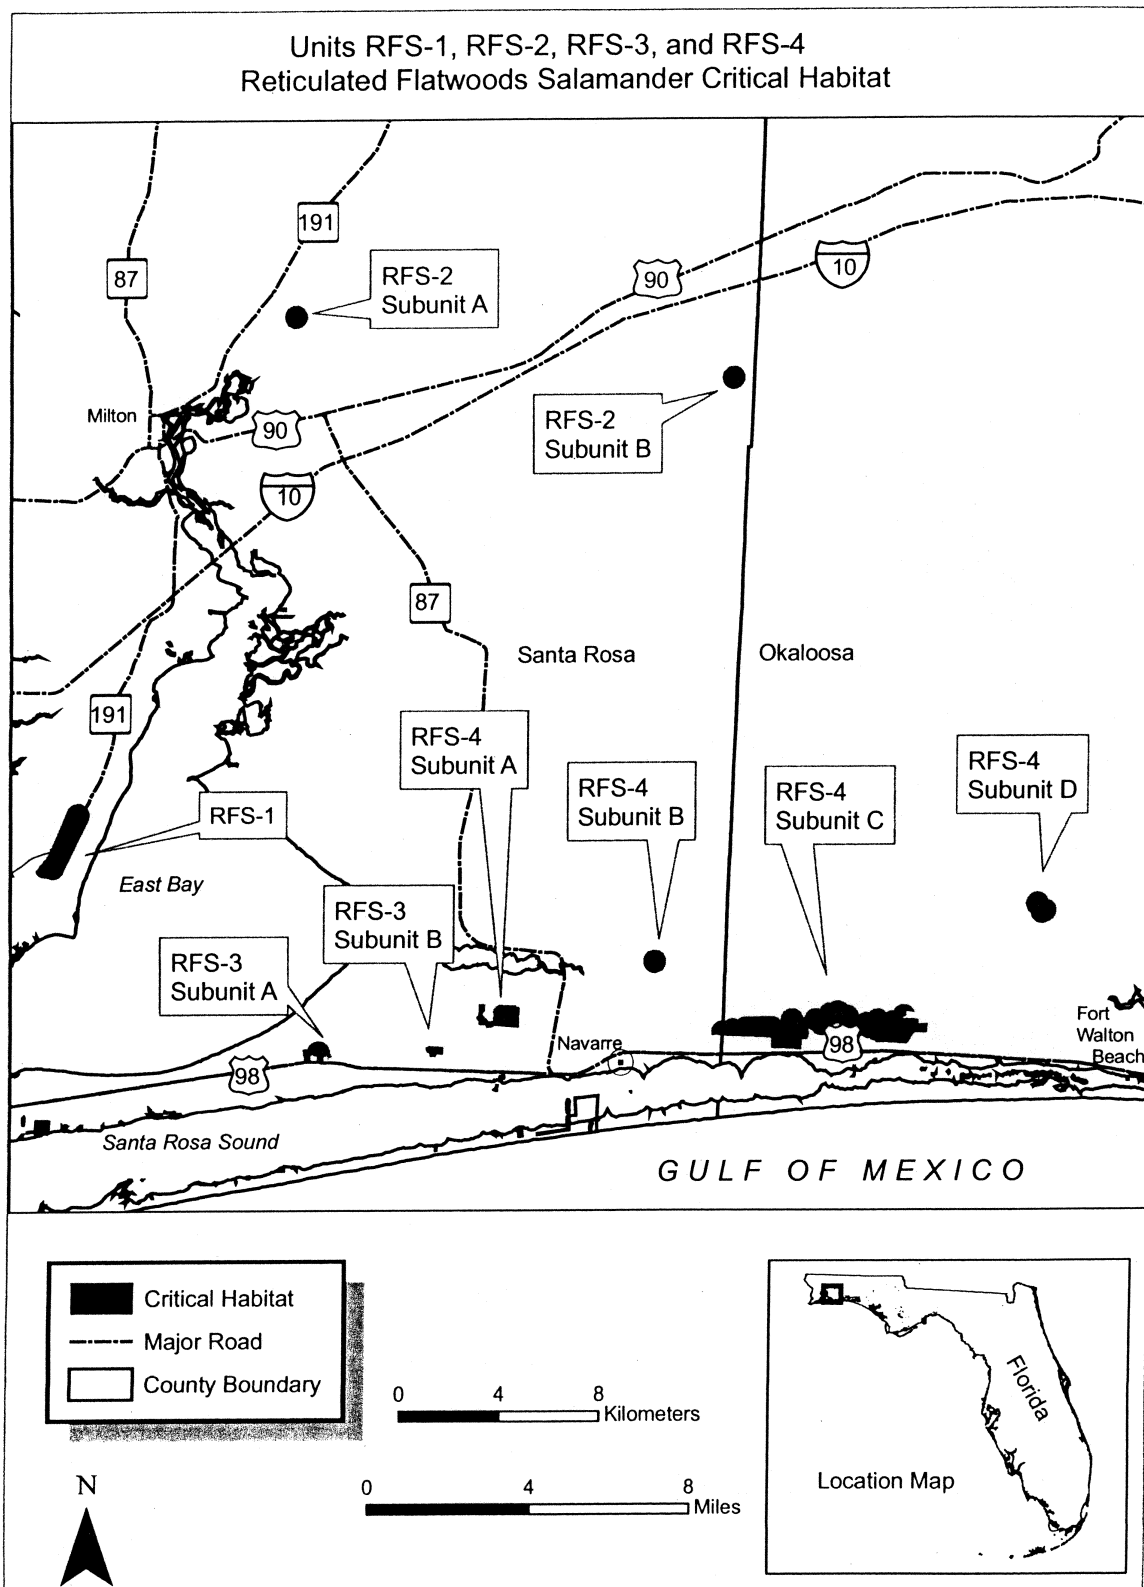 Units RFS-1, RFS-2, RFS-3, and RFS-4
Reticulated Flatwoods Salamander Critical Habitat
191
87
RFS-2
Subunit A
90
10
Milton
90
RFS-2
Subunit B
10
87
Santa Rosa
Okaloosa
191
RFS-4
Subunit A
RFS-4
Subunit B
RFS-4
Subunit C
RFS-4
Subunit D
RFS-1
East Bay
RFS-3
Subunit B
RFS-3
Subunit A
Navarre
98
Fort
Walton
Beach
98
Santa Rosa Sound
GULF OF MEXICO
Critical Habitat
Major Road
County Boundary
0 4 8
Kilometers
0 4 8
Miles
N
Florida
Location Map